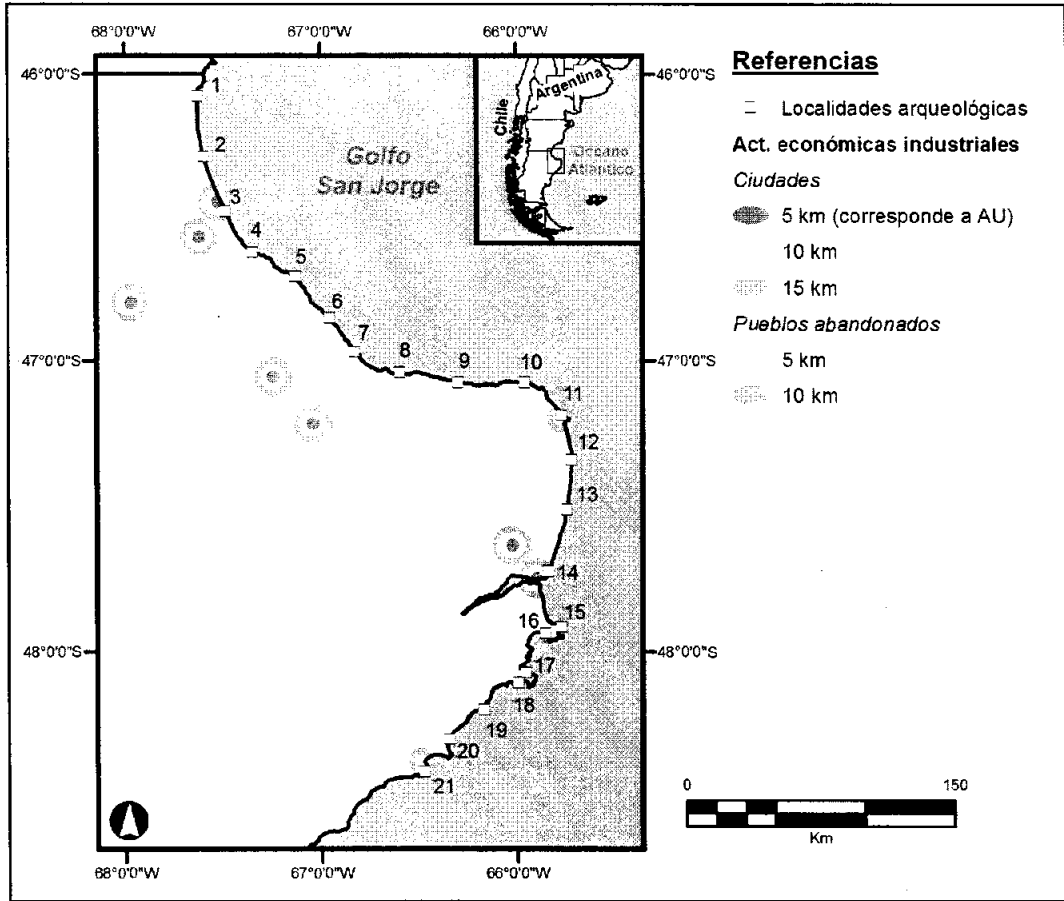 68°0'0"W 67°0'0"W 66°0'0"W
46°0'0"S
47°0'0"S
48°0'0"S
Golfo
San Jorge
Argentina
Chile
Océano
Atlántico
1
2
3
4
5
6
7
8
9
10
11
12
13
14
15
16
17
18
19
20
21
46°0'0"S
47°0'0"S
48°0'0"S
68°0'0"W 67°0'0"W 66°0'0"W
Referencias
Localidades arqueológicas
Act. económicas industriales
Ciudades
5 km (corresponde a AU)
10 km
15 km
Pueblos abandonados
5 km
10 km
0 150
Km